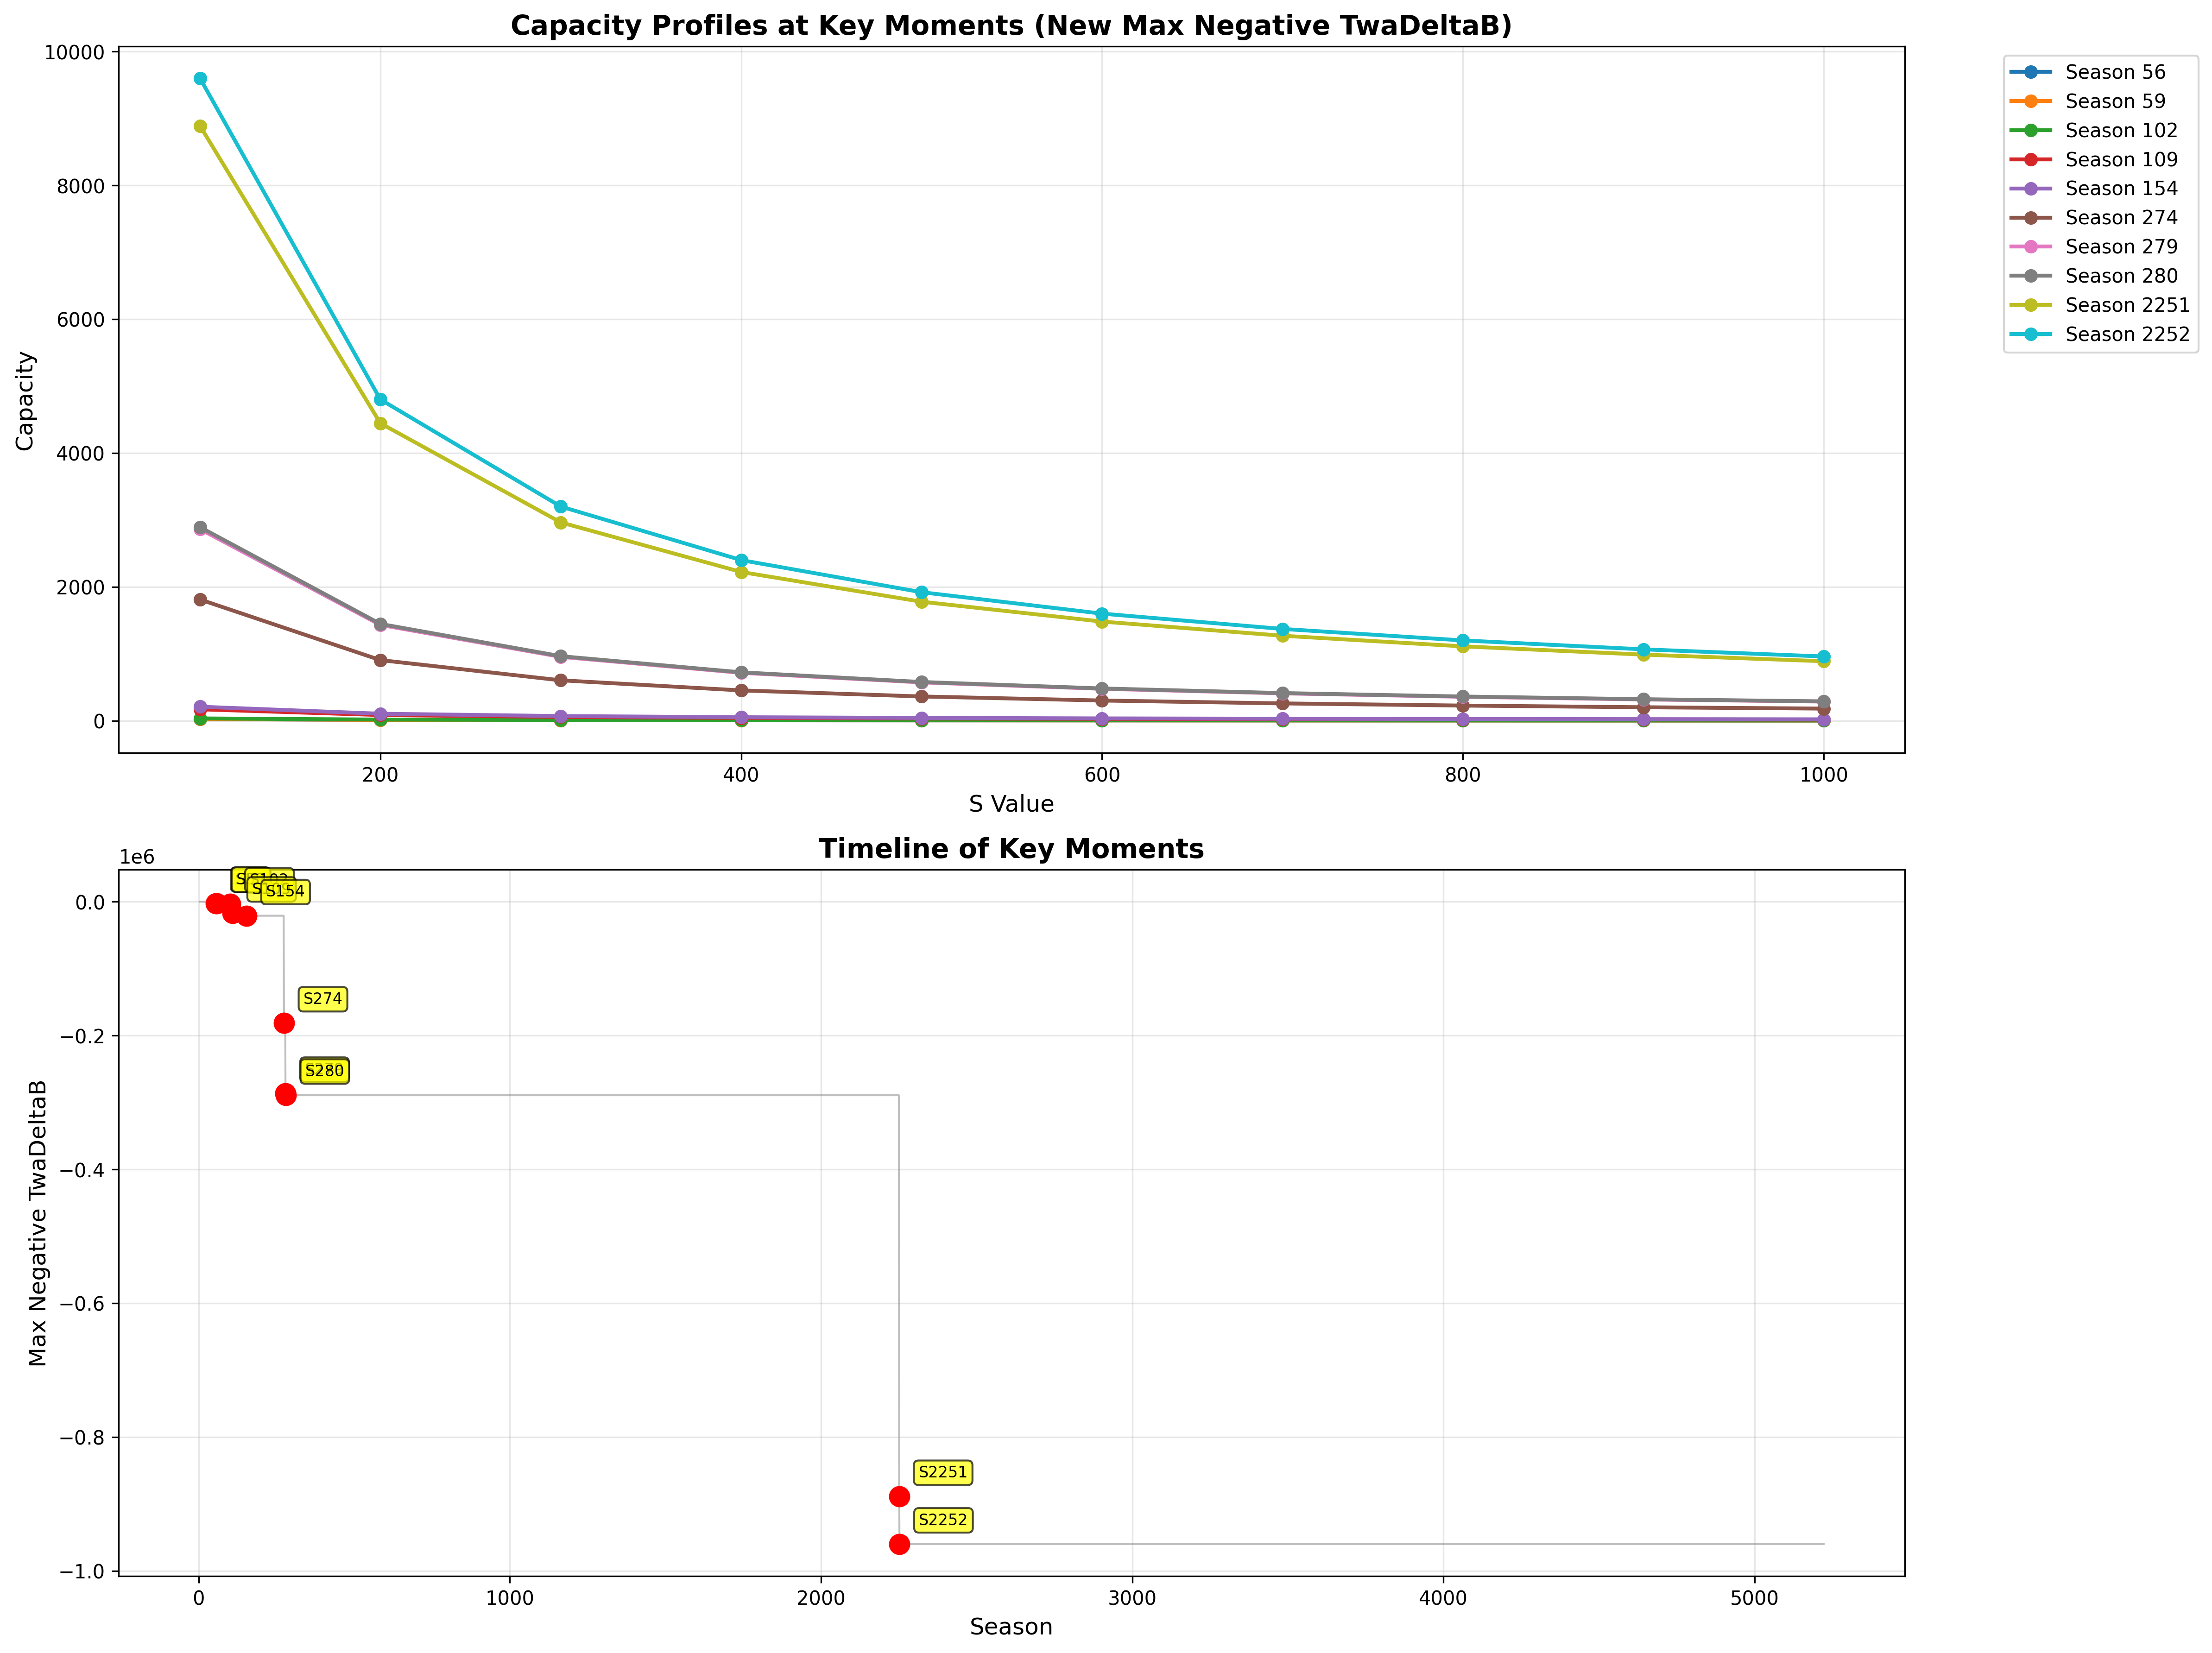 Capacity Profiles at Key Moments (New Max Negative TwaDeltaB)
10000
8000
6000
4000
2000
0
Capacity
200
400
600
800
1000
S Value
Season 56
Season 59
Season 102
Season 109
Season 154
Season 274
Season 279
Season 280
Season 2251
Season 2252
Timeline of Key Moments
1e6
0.0
−0.2
−0.4
−0.6
−0.8
−1.0
Max Negative TwaDeltaB
S154
S274
S280
S2251
S2252
0
1000
2000
3000
4000
5000
Season